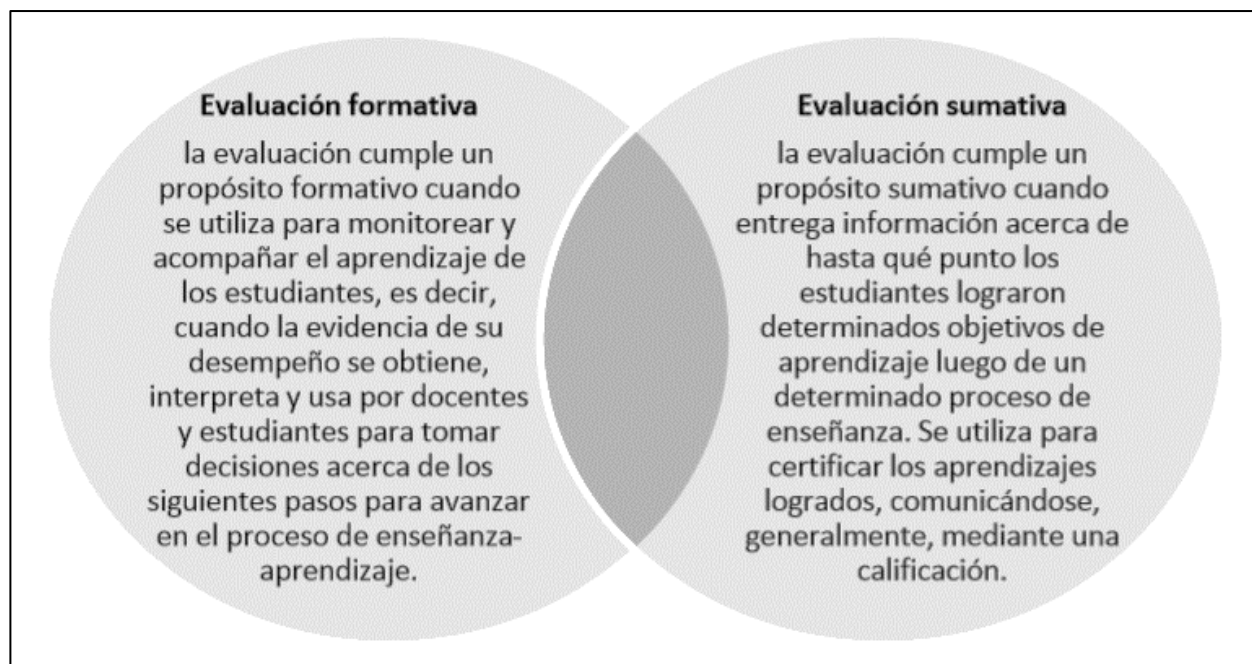 Evaluación formativa
la evaluación cumple un
propósito formativo cuando
se utiliza para monitorear y
acompañar el aprendizaje de
los estudiantes, es decir,
cuando la evidencia de su
desempeño se obtiene,
interpreta y usa por docentes
y estudiantes para tomar
decisiones acerca de los
siguientes pasos para avanzar
en el proceso de enseñanza-
aprendizaje.
Evaluación sumativa
la evaluación cumple un
propósito sumativo cuando
entrega información acerca de
hasta qué punto los
estudiantes lograron
determinados objetivos de
aprendizaje luego de un
determinado proceso de
enseñanza. Se utiliza para
certificar los aprendizajes
logrados, comunicándose,
generalmente, mediante una
calificación.